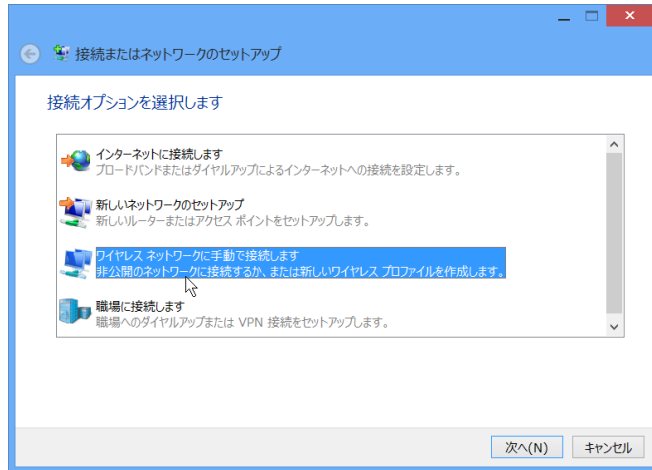 接続またはネットワークのセットアップ
接続オプションを選択します
インターネットに接続します
ブロードバンドまたはダイヤルアップによるインターネットへの接続を設定します。
新しいネットワークのセットアップ
新しいルーターまたはアクセス ポイントをセットアップします。
ワイヤレス ネットワークに手動で接続します
非公開のネットワークに接続するか、または新しいワイヤレス プロファイルを作成します。
職場に接続します
職場へのダイヤルアップまたは VPN 接続をセットアップします。
次へ(N)
キャンセル